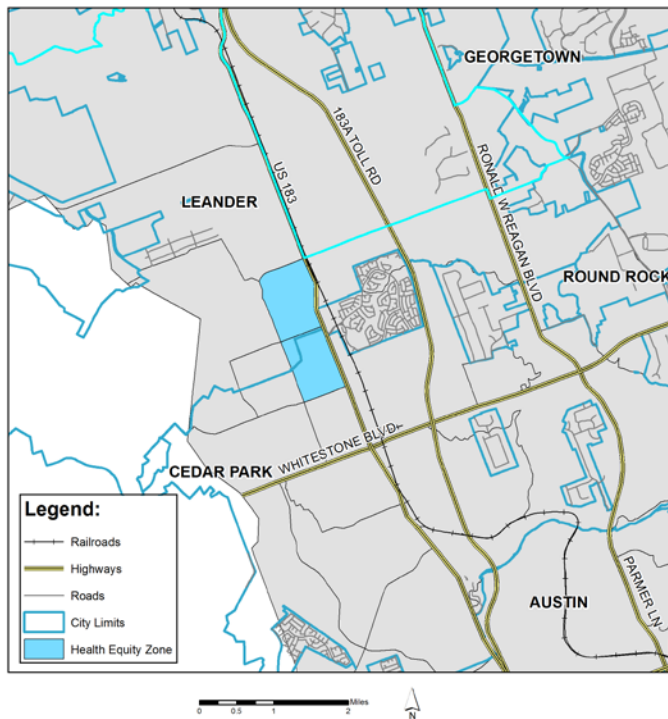 GEORGETOWN
183A TOLL RD
RONALD W REAGAN BLVD
US 183
LEANDER
ROUND ROCK
WHITESTONE BLVD
CEDAR PARK
Legend:
Railroads
Highways
Roads
City Limits
Health Equity Zone
PARMER LN
AUSTIN
Miles
0 0.5 1 2
N